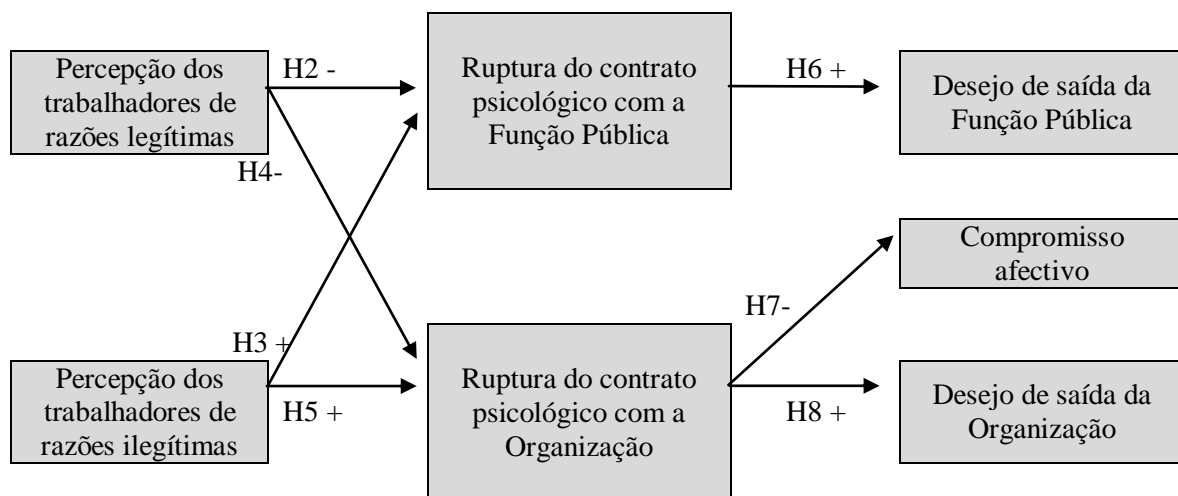 Percepção dos
trabalhadores de
razões legítimas
H2 -
Ruptura do contrato
psicológico com a
Função Pública
H6 +
Desejo de saída da
Função Pública
H4-
Compromisso
afectivo
H7-
H3 +
Percepção dos
trabalhadores de
razões ilegítimas
H5 +
Ruptura do contrato
psicológico com a
Organização
H8 +
Desejo de saída da
Organização